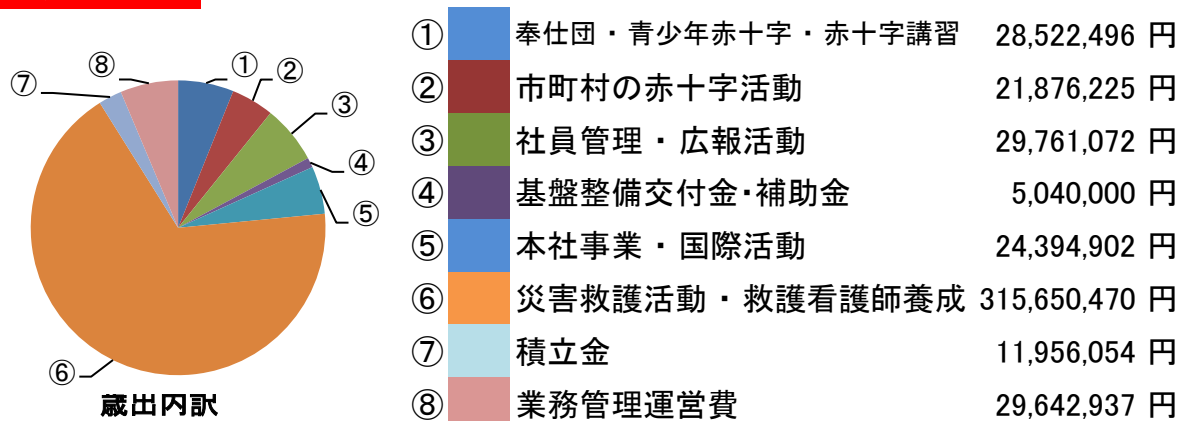 ① 奉仕団・青少年赤十字・赤十字講習 28,522,496 円
② 市町村の赤十字活動 21,876,225 円
③ 社員管理・広報活動 29,761,072 円
④ 基盤整備交付金・補助金 5,040,000 円
⑤ 本社事業・国際活動 24,394,902 円
⑥ 災害救護活動・救護看護師養成 315,650,470 円
⑦ 積立金 11,956,054 円
⑧ 業務管理運営費 29,642,937 円
①
②
③
④
⑤
⑥
⑦
⑧
蔵出内訳